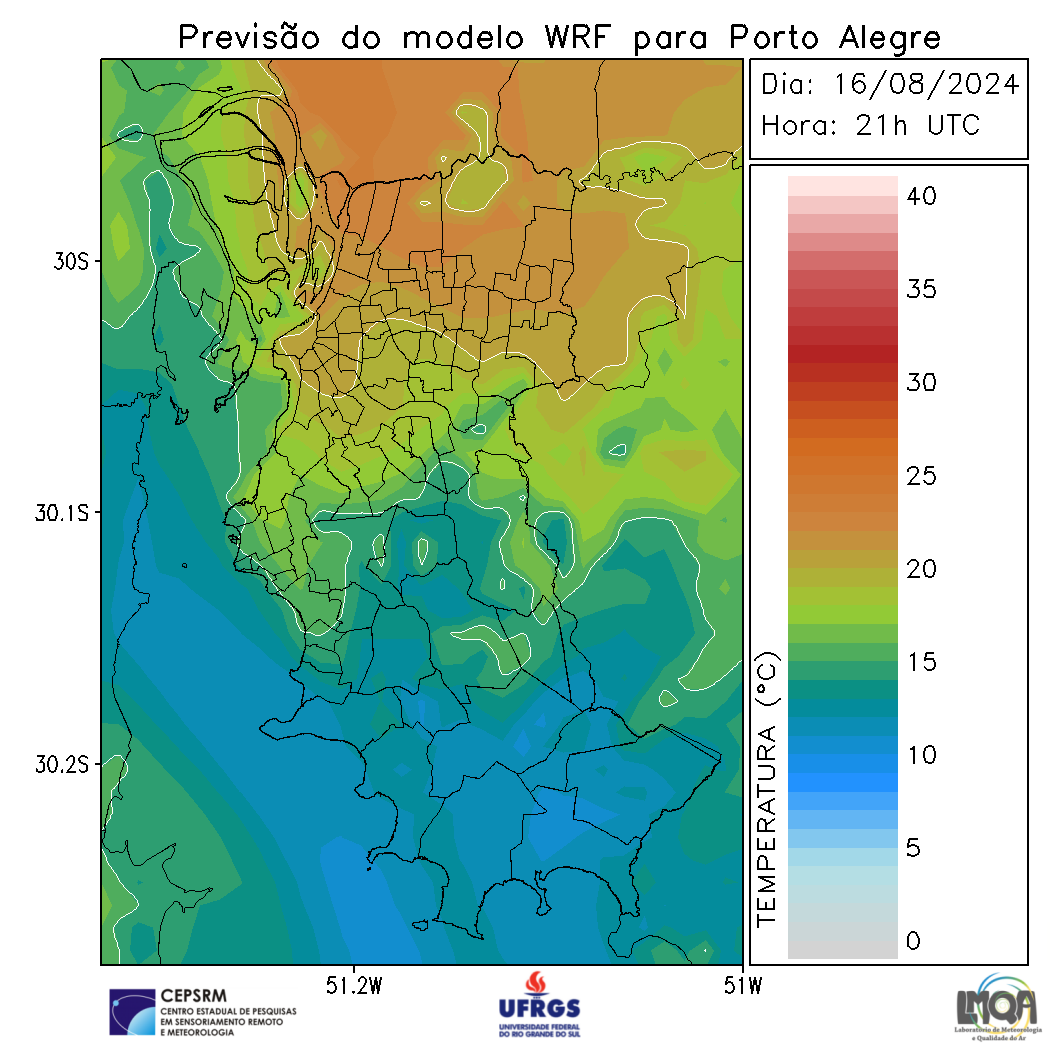 Previsão do modelo WRF para Porto Alegre
Dia: 16/08/2024
Hora: 21h UTC
40
35
30
25
20
15
10
5
0
TEMPERATURA (°C)
30S
30.1S
30.2S
51.2W
51W
CEPSRM
CENTRO ESTADUAL DE PESQUISAS
EM SENSORIAMENTO REMOTO
E METEOROLOGIA
UFRGS
UNIVERSIDADE FEDERAL
DO RIO GRANDE DO SUL
LMQA
Laboratório de Meteorologia
e Qualidade do Ar